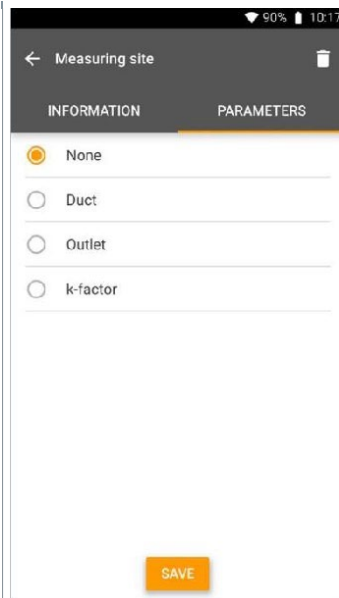 90% 10:17
Measuring site
INFORMATION PARAMETERS
None
Duct
Outlet
k-factor
SAVE